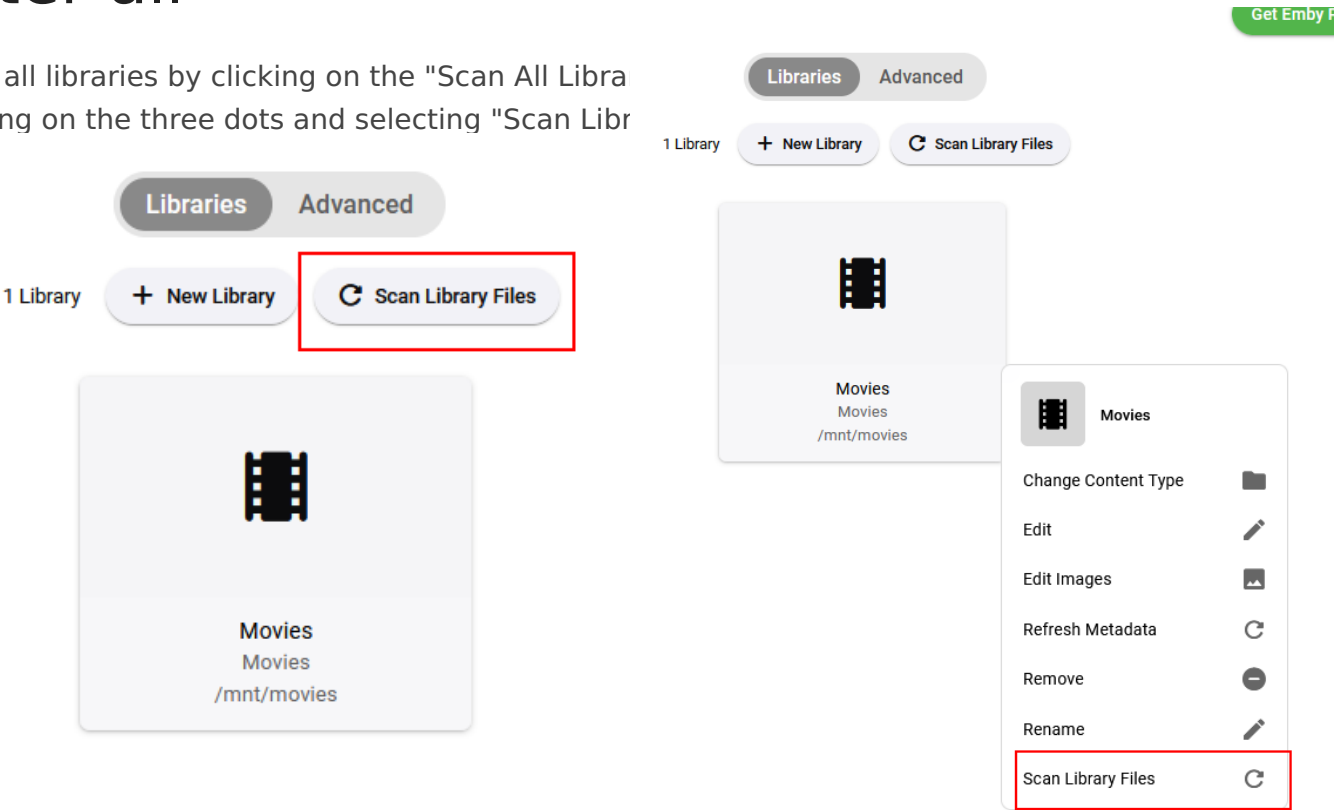 all libraries by clicking on the "Scan All Libra
on the three dots and selecting "Scan Libr
Libraries Advanced
1 Library + New Library Scan Library Files
Movies
Movies
/mnt/movies
Get Emby
Libraries Advanced
1 Library + New Library Scan Library Files
Movies
Movies
/mnt/movies
Movies
Change Content Type
Edit
Edit Images
Refresh Metadata
Remove
Rename
Scan Library Files